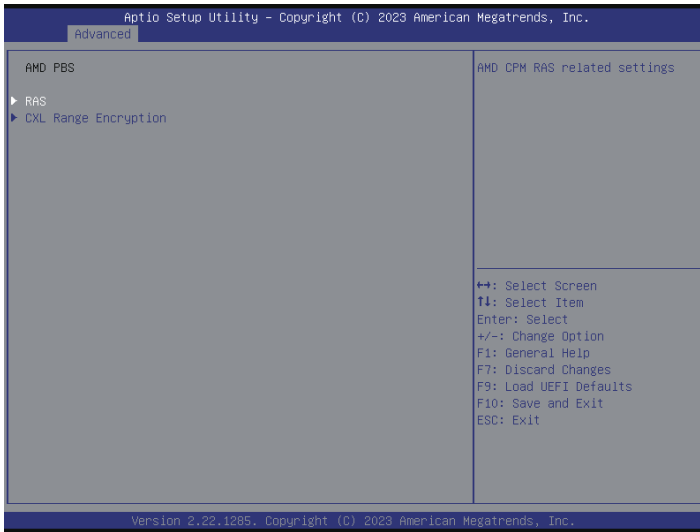 Aptio Setup Utility – Copyright (C) 2023 American Megatrends, Inc.
Advanced
AMD PBS
AMD CPM RAS related settings
RAS
CXL Range Encryption
↔: Select Screen
↑↓: Select Item
Enter: Select
+/-: Change Option
F1: General Help
F7: Discard Changes
F9: Load UEFI Defaults
F10: Save and Exit
ESC: Exit
Version 2.22.1285. Copyright (C) 2023 American Megatrends, Inc.